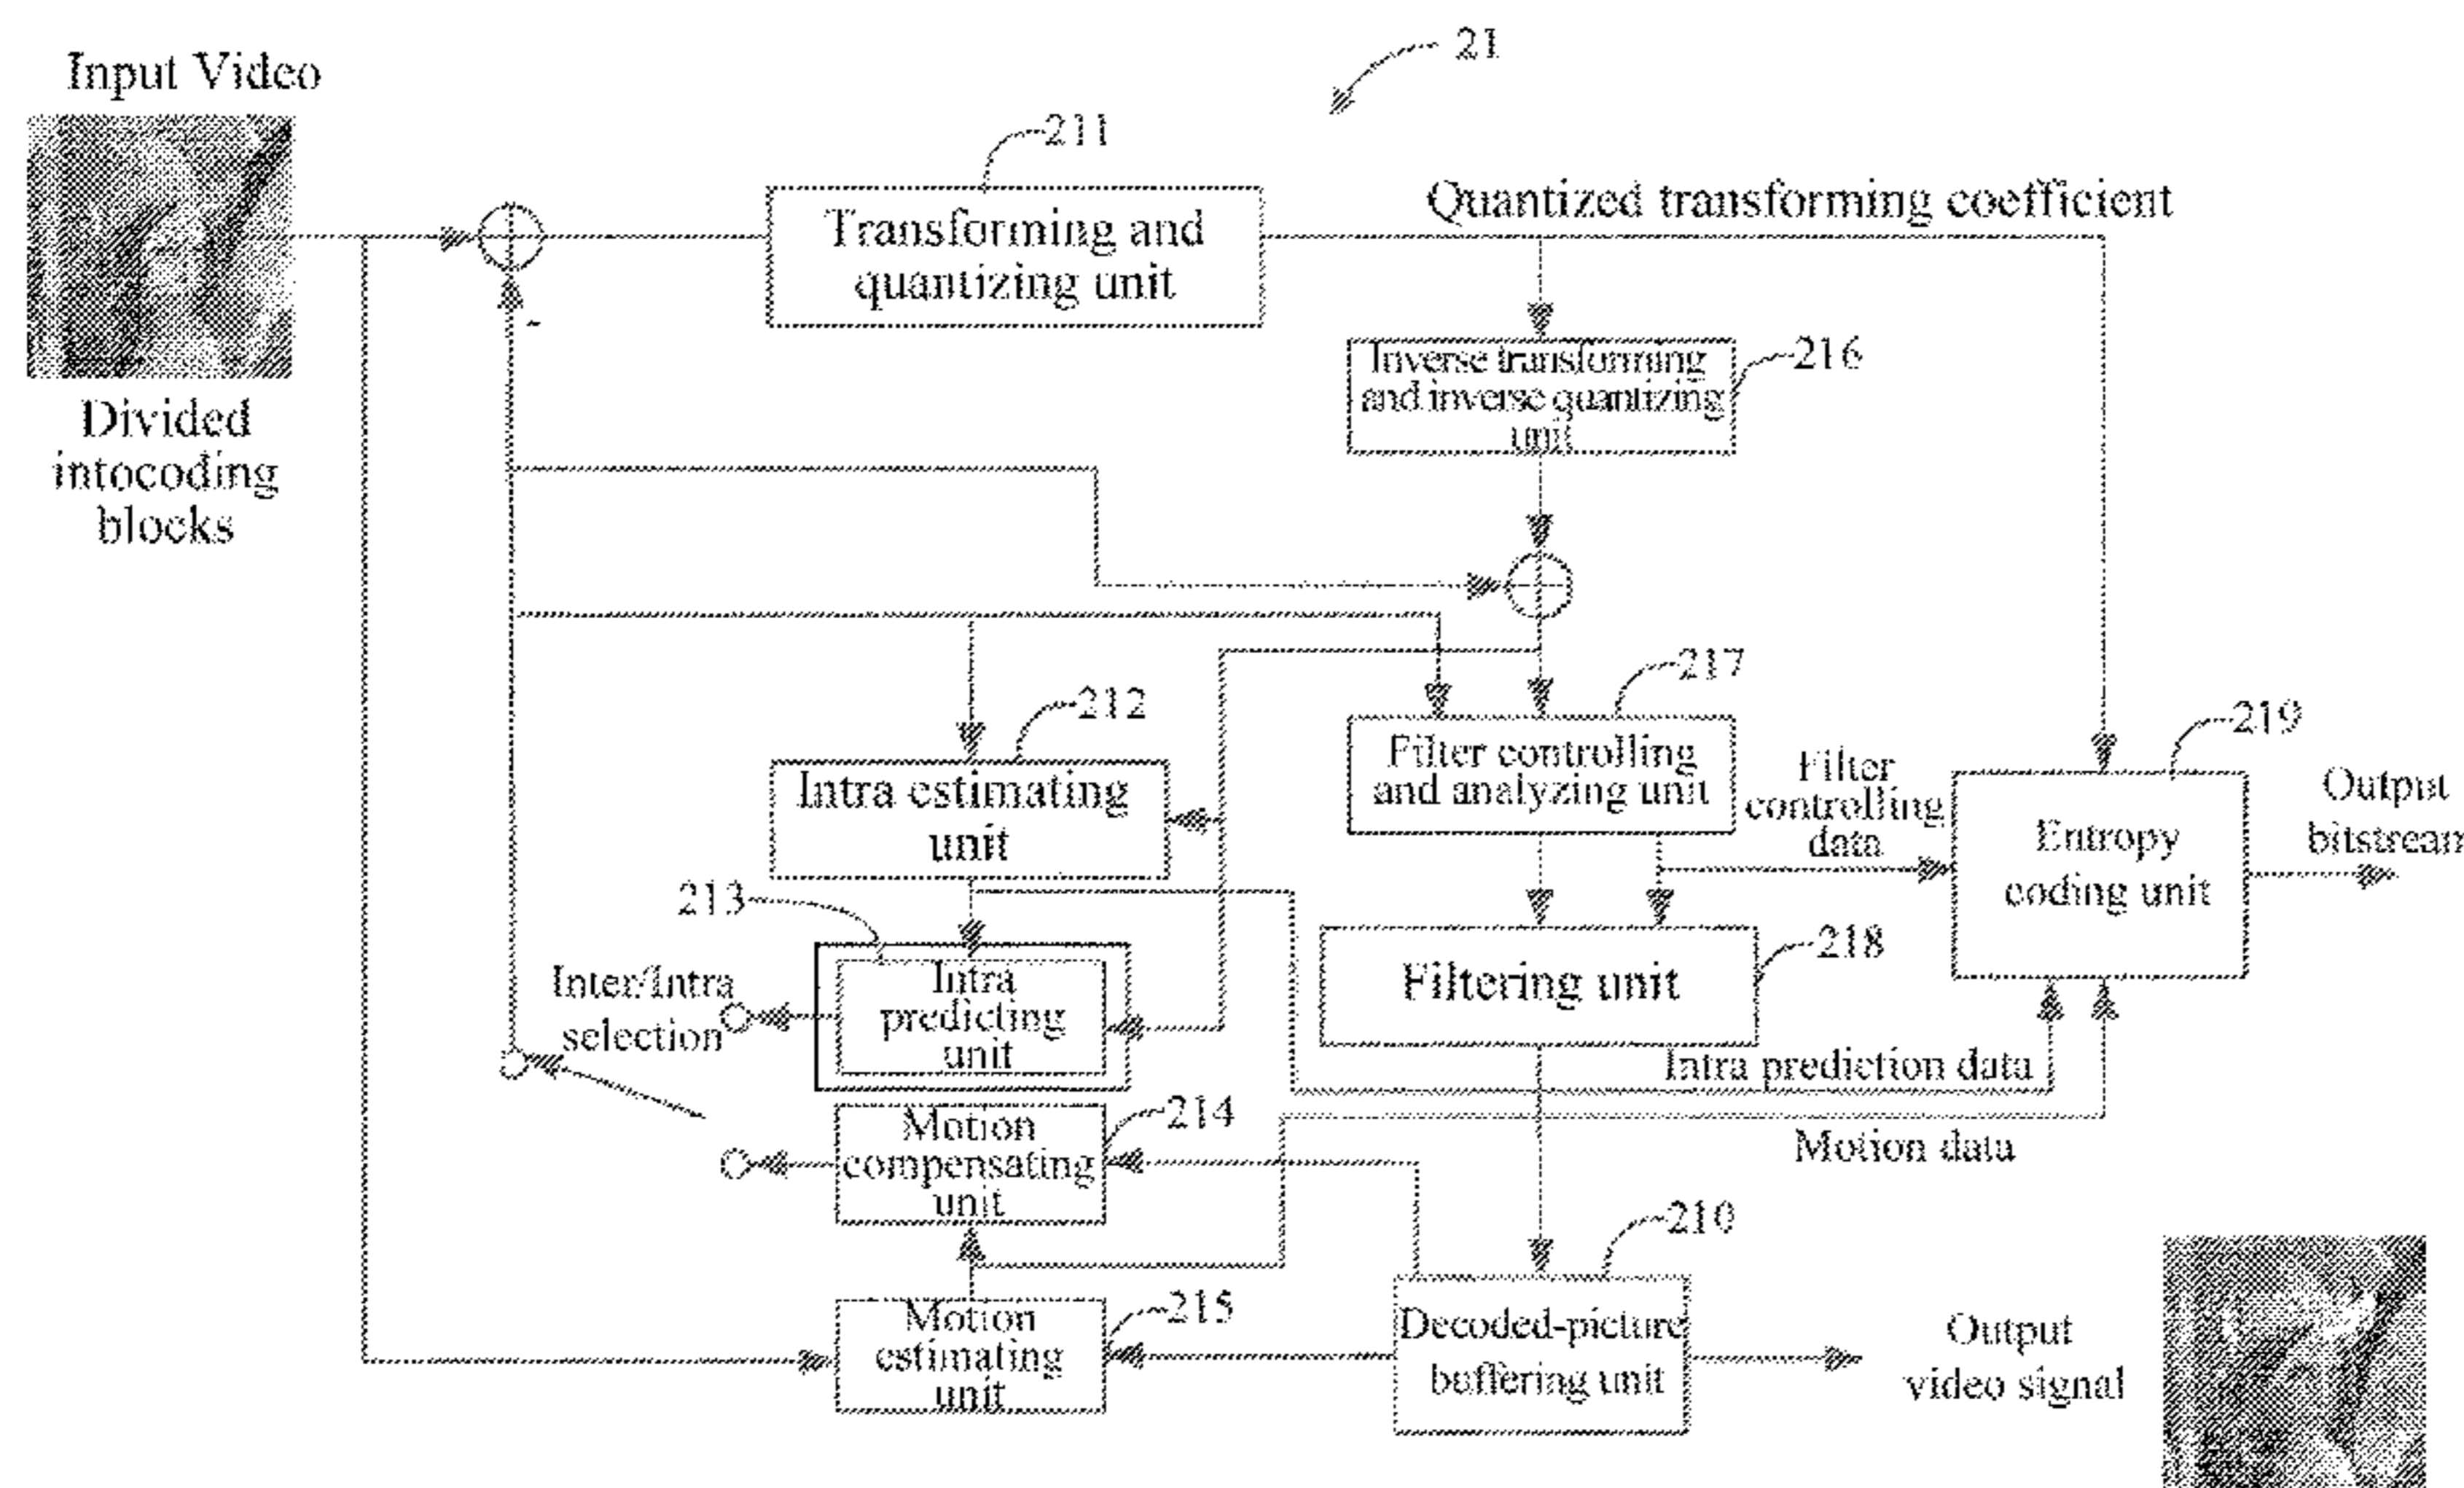 21
Input Video
211
Transforming and
quantizing unit
Quantized transforming coefficient
-
Inverse transforming
and inverse quantizing
unit
216
Divided
intocoding
blocks
217
212
219
Filter controlling
and analyzing unit
Filter
controlling
data
Intra estimating
unit
Entropy
coding unit
Output
bitstream
213
218
Inter/Intra
selection
Intra
predicting
unit
Filtering unit
Intra prediction data
214
Motion
compensating
unit
Motion data
210
215
Motion
estimating
unit
Decoded-picture
buffering unit
Output
video signal